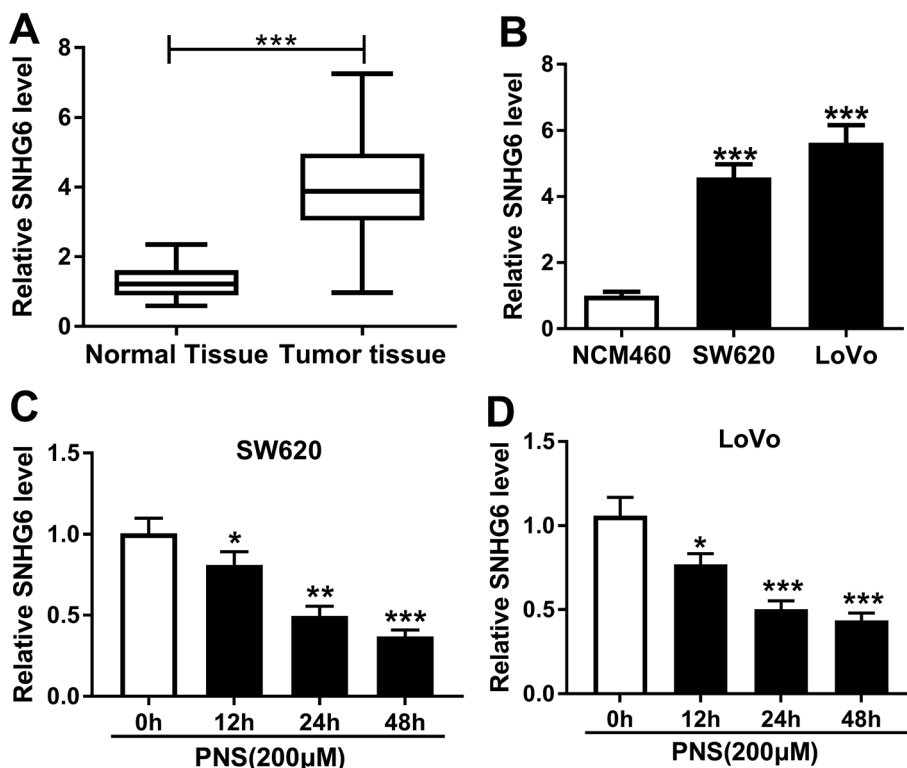 A
Relative SNHG6 level
8
6
4
2
0
***
Normal Tissue
Tumor tissue
B
Relative SNHG6 level
10
8
6
4
2
0
***
***
NCM460
SW620
LoVo
C
SW620
Relative SNHG6 level
1.5
1.0
0.5
0.0
*
**
***
0h
12h
24h
48h
PNS(200μM)
D
LoVo
Relative SNHG6 level
1.5
1.0
0.5
0.0
*
***
***
0h
12h
24h
48h
PNS(200μM)